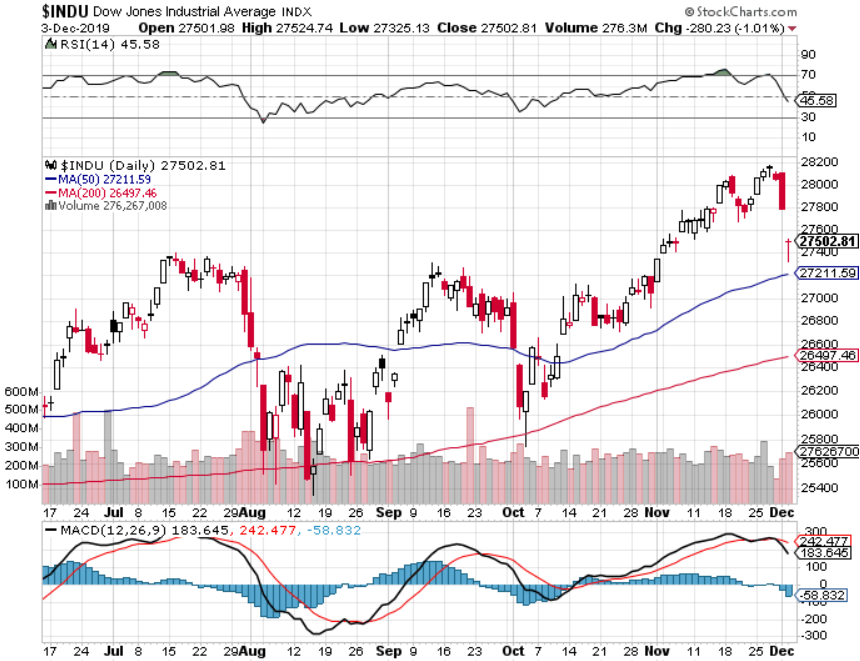 $INDU Dow Jones Industrial Average INDX
© StockCharts.com
3-Dec-2019
Open 27501.98 High 27524.74 Low 27325.13 Close 27502.81 Volume 276.3M Chg -280.23 (-1.01%)
RSI(14) 45.58
90
70
50
45.58
30
10
$INDU (Daily) 27502.81
MA(50) 27211.59
MA(200) 26497.46
Volume 276,267,008
28200
28000
27800
27600
27502.81
27400
27211.59
27000
26800
26600
26497.46
26400
26200
26000
25800
27626700
25600
25400
600M
500M
400M
300M
200M
100M
17 24 Jul 8 15 22 29 Aug 12 19 26 Sep 9 16 23 Oct 7 14 21 28 Nov 11 18 25 Dec
MACD(12,26,9) 183.645, 242.477, -58.832
300
242.477
183.645
100
0
-58.832
-100
-200
-300
17 24 Jul 8 15 22 29 Aug 12 19 26 Sep 9 16 23 Oct 7 14 21 28 Nov 11 18 25 Dec